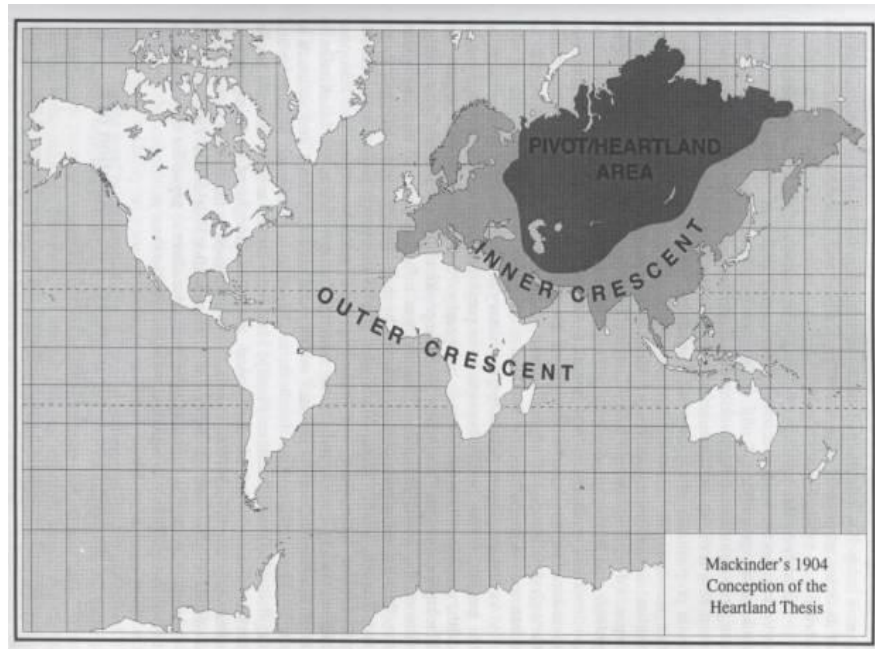 PIVOT/HEARTLAND
AREA
INNER CRESCENT
OUTER CRESCENT
Mackinder's 1904
Conception of the
Heartland Thesis